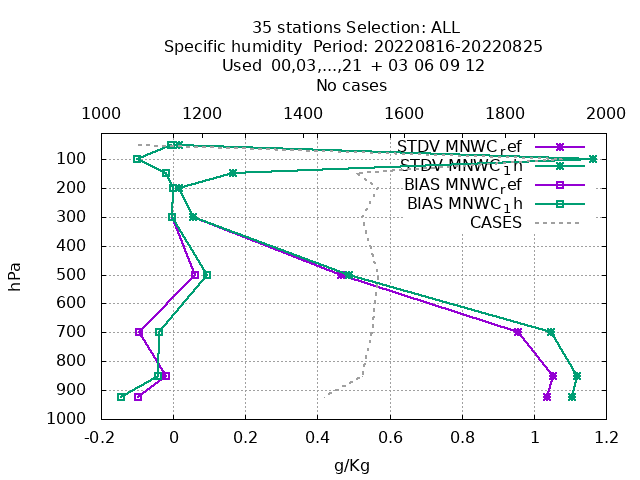 35 stations Selection: ALL
Specific humidity  Period: 20220816-20220825
Used  00,03,...,21  + 03 06 09 12
No cases
1000 1200 1400 1600 1800 2000
STDV MNWC_ref
STDV MNWC_1h
BIAS MNWC_ref
BIAS MNWC_1h
CASES
100
200
300
400
500
600
700
800
900
1000
hPa
-0.2 0 0.2 0.4 0.6 0.8 1 1.2
g/Kg